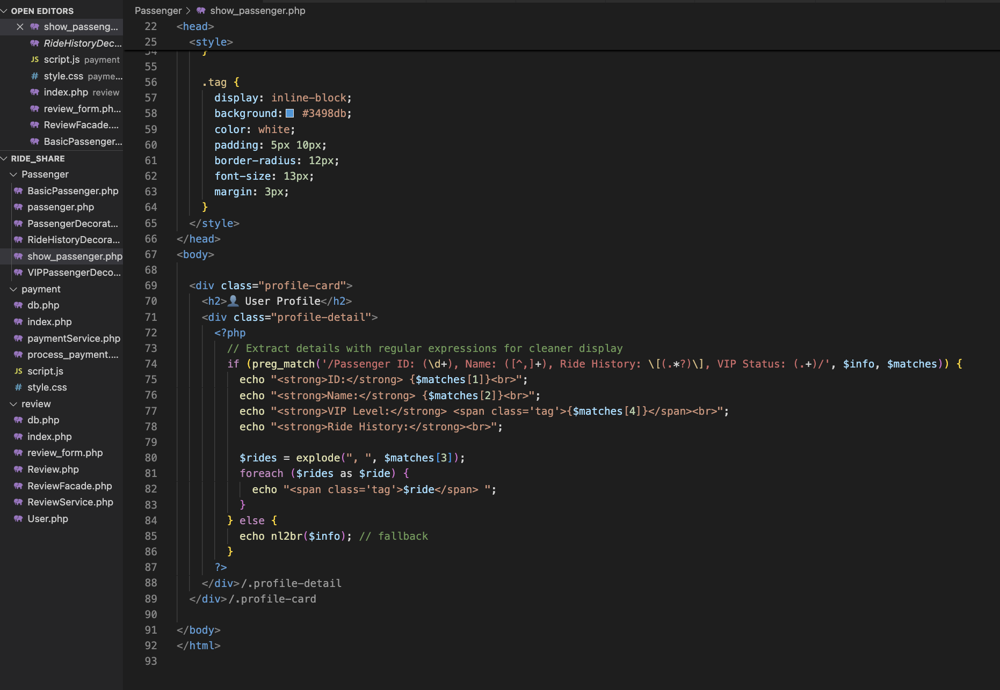 OPEN EDITORS
show_passeng...
RideHistoryDec...
JS script.js payment
# style.css payme...
index.php review
review_form.ph...
ReviewFacade....
BasicPassenger...
RIDE_SHARE
Passenger
BasicPassenger.php
passenger.php
PassengerDecorat...
RideHistoryDecora...
show_passenger.php
VIPPassengerDeco...
payment
db.php
index.php
paymentService.php
process_payment....
JS script.js
# style.css
review
db.php
index.php
review_form.php
Review.php
ReviewFacade.php
ReviewService.php
User.php
Passenger > show_passenger.php
22 <head>
25 <style>
54 }
55
56 .tag {
57 display: inline-block;
58 background: #3498db;
59 color: white;
60 padding: 5px 10px;
61 border-radius: 12px;
62 font-size: 13px;
63 margin: 3px;
64 }
65 </style>
66 </head>
67 <body>
68
69 <div class="profile-card">
70 <h2>👤 User Profile</h2>
71 <div class="profile-detail">
72 <?php
73 // Extract details with regular expressions for cleaner display
74 if (preg_match('/Passenger ID: (\d+), Name: ([^,]+), Ride History: \[(.*?)\], VIP Status: (.+)/', $info, $matches)) {
75 echo "<strong>ID:</strong> {$matches[1]}<br>";
76 echo "<strong>Name:</strong> {$matches[2]}<br>";
77 echo "<strong>VIP Level:</strong> <span class='tag'>{$matches[4]}</span><br>";
78 echo "<strong>Ride History:</strong><br>";
79
80 $rides = explode(", ", $matches[3]);
81 foreach ($rides as $ride) {
82 echo "<span class='tag'>$ride</span> ";
83 }
84 } else {
85 echo nl2br($info); // fallback
86 }
87 ?>
88 </div>/.profile-detail
89 </div>/.profile-card
90
91 </body>
92 </html>
93